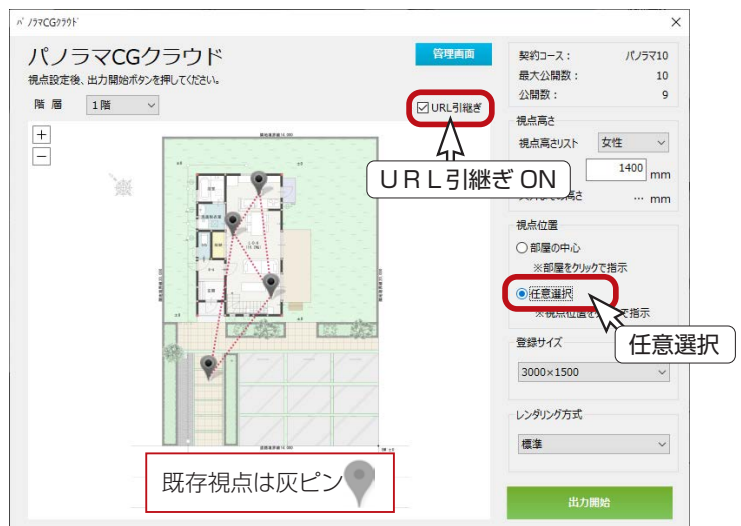 パノラマCGクラウド
パノラマCGクラウド
管理画面
視点設定後、出力開始ボタンを押してください。
階 層 1階
URL引継ぎ
URL引継ぎ ON
契約コース： パノラマ10
最大公開数： 10
公開数： 9
視点高さ
視点高さリスト 女性
1400 mm
… mm
視点位置
部屋の中心
※部屋をクリックで指示
任意選択
任意選択
登録サイズ
3000×1500
レンダリング方式
標準
出力開始
既存視点は灰ピン